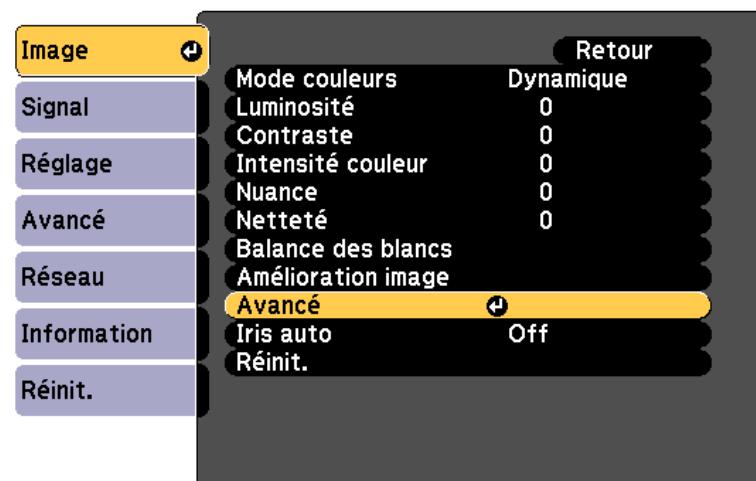 Image
Signal
Réglage
Avancé
Réseau
Information
Réinit.
Retour
Mode couleurs Dynamique
Luminosité 0
Contraste 0
Intensité couleur 0
Nuance 0
Netteté 0
Balance des blancs
Amélioration image
Avancé
Iris auto Off
Réinit.